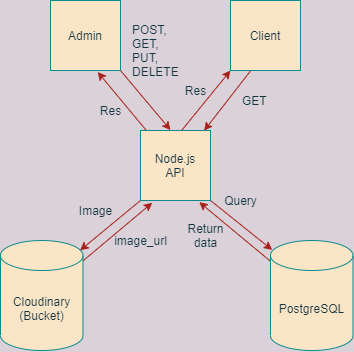 Admin
POST,
GET,
PUT,
DELETE
Client
Res
Res
GET
Node.js
API
Image
Query
image_url
Return
data
Cloudinary
(Bucket)
PostgreSQL